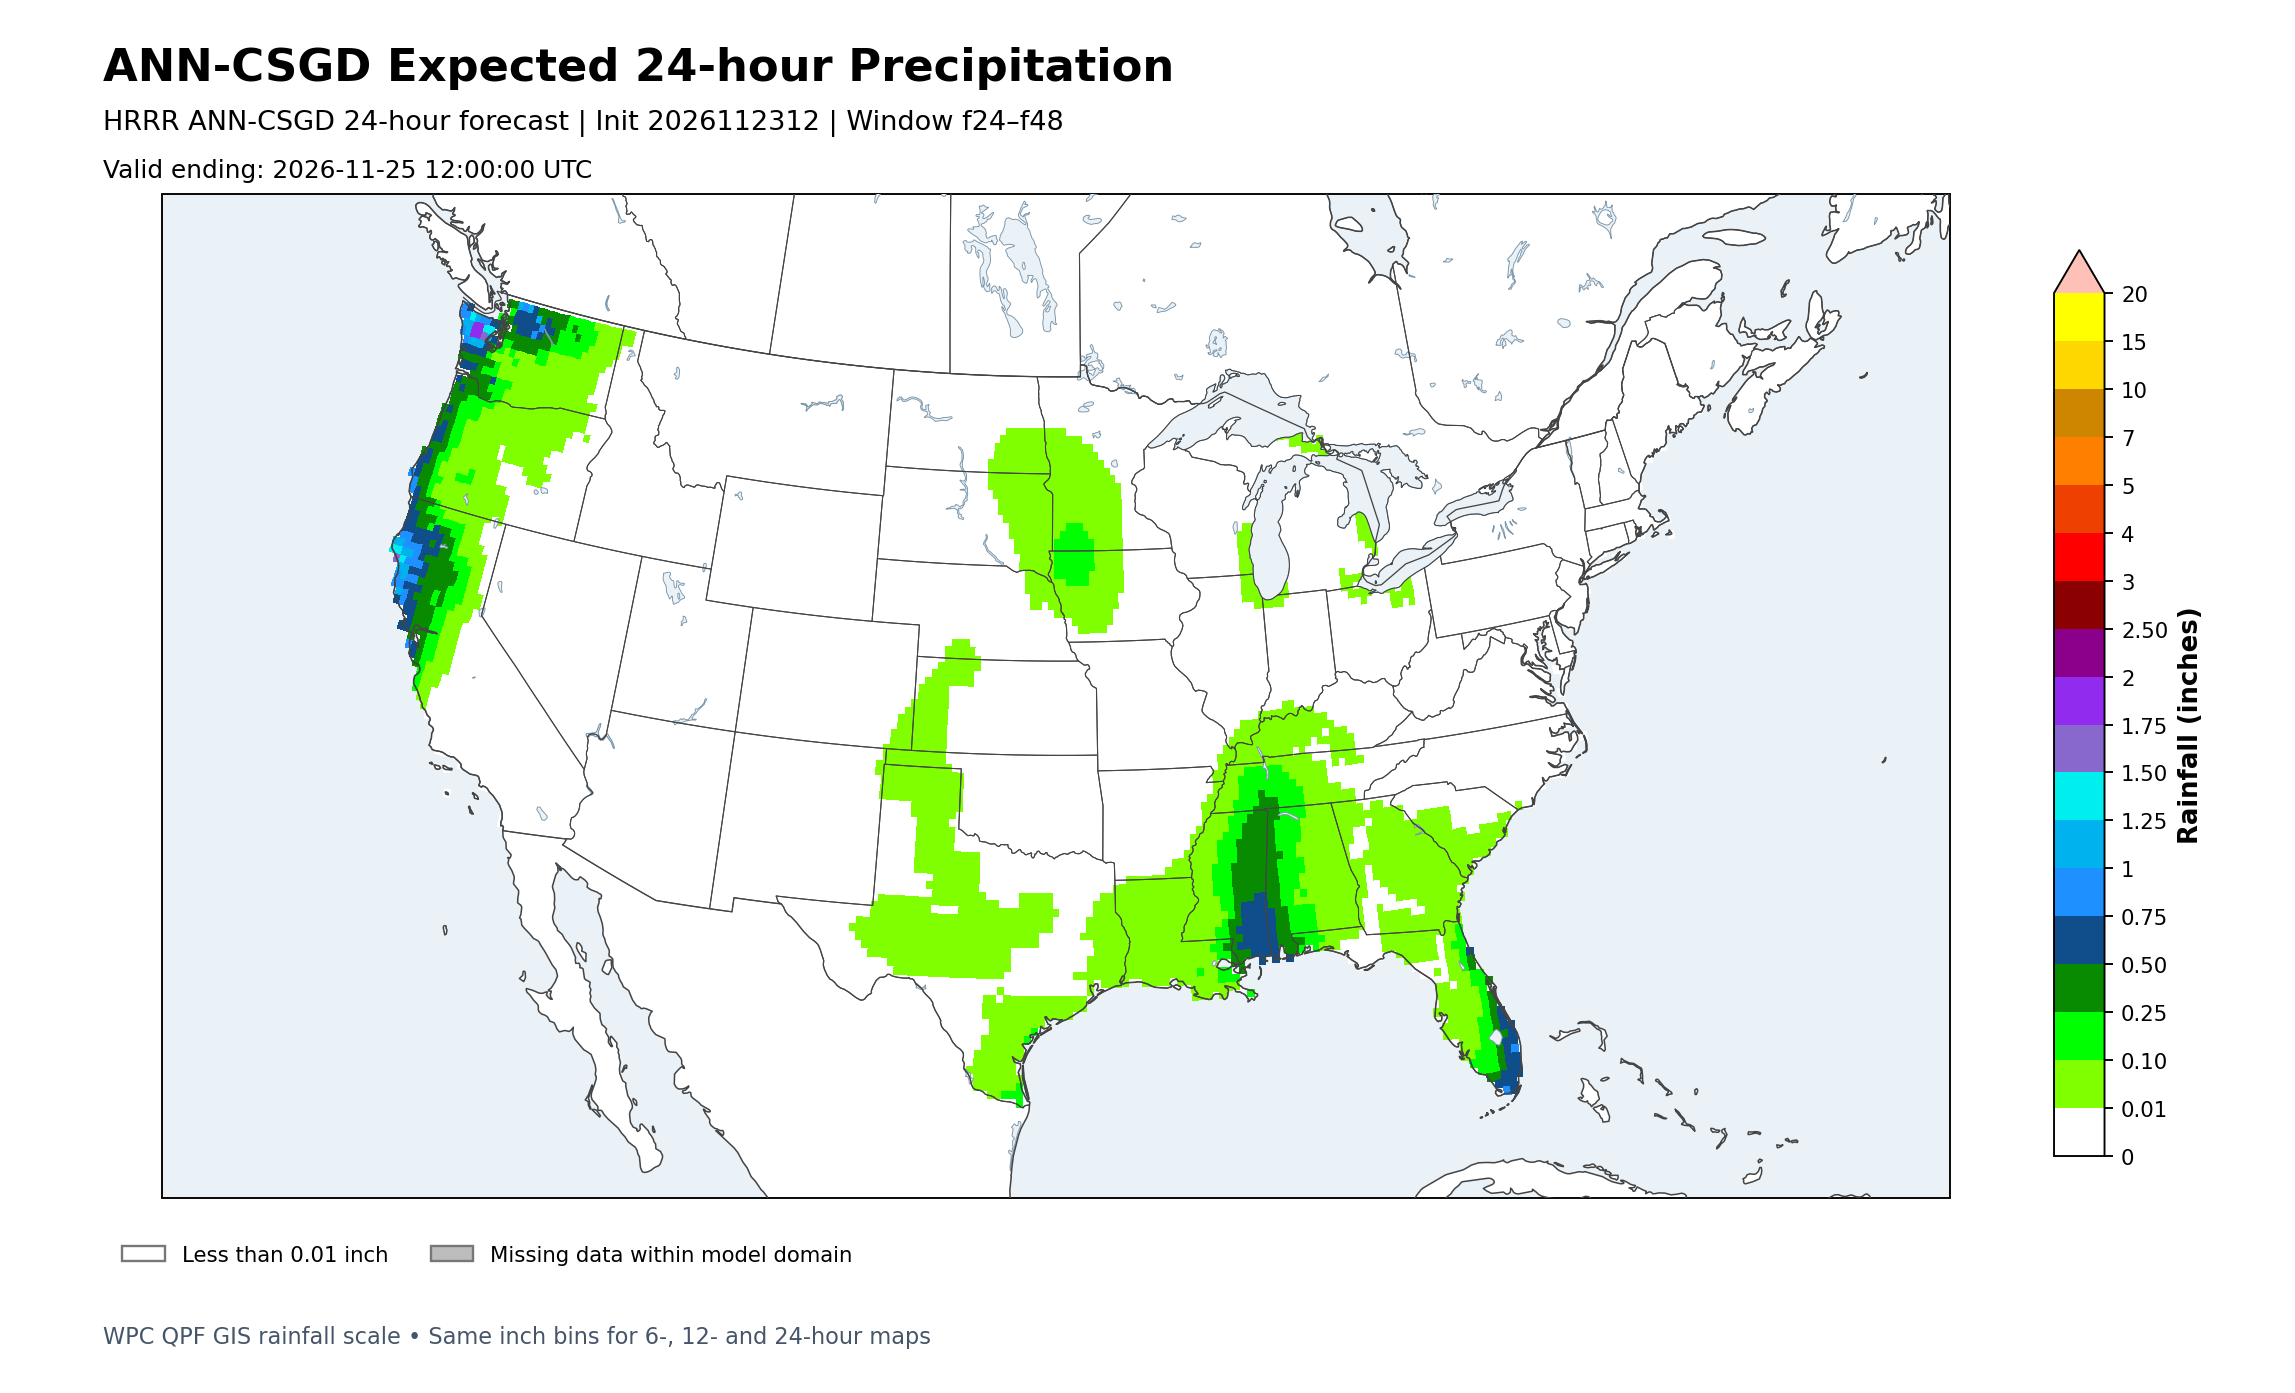 ANN-CSGD Expected 24-hour Precipitation
HRRR ANN-CSGD 24-hour forecast | Init 2026112312 | Window f24–f48
Valid ending: 2026-11-25 12:00:00 UTC
20
15
10
7
5
4
3
2.50
2
1.75
1.50
1.25
1
0.75
0.50
0.25
0.10
0.01
0
Rainfall (inches)
Less than 0.01 inch
Missing data within model domain
WPC QPF GIS rainfall scale • Same inch bins for 6-, 12- and 24-hour maps